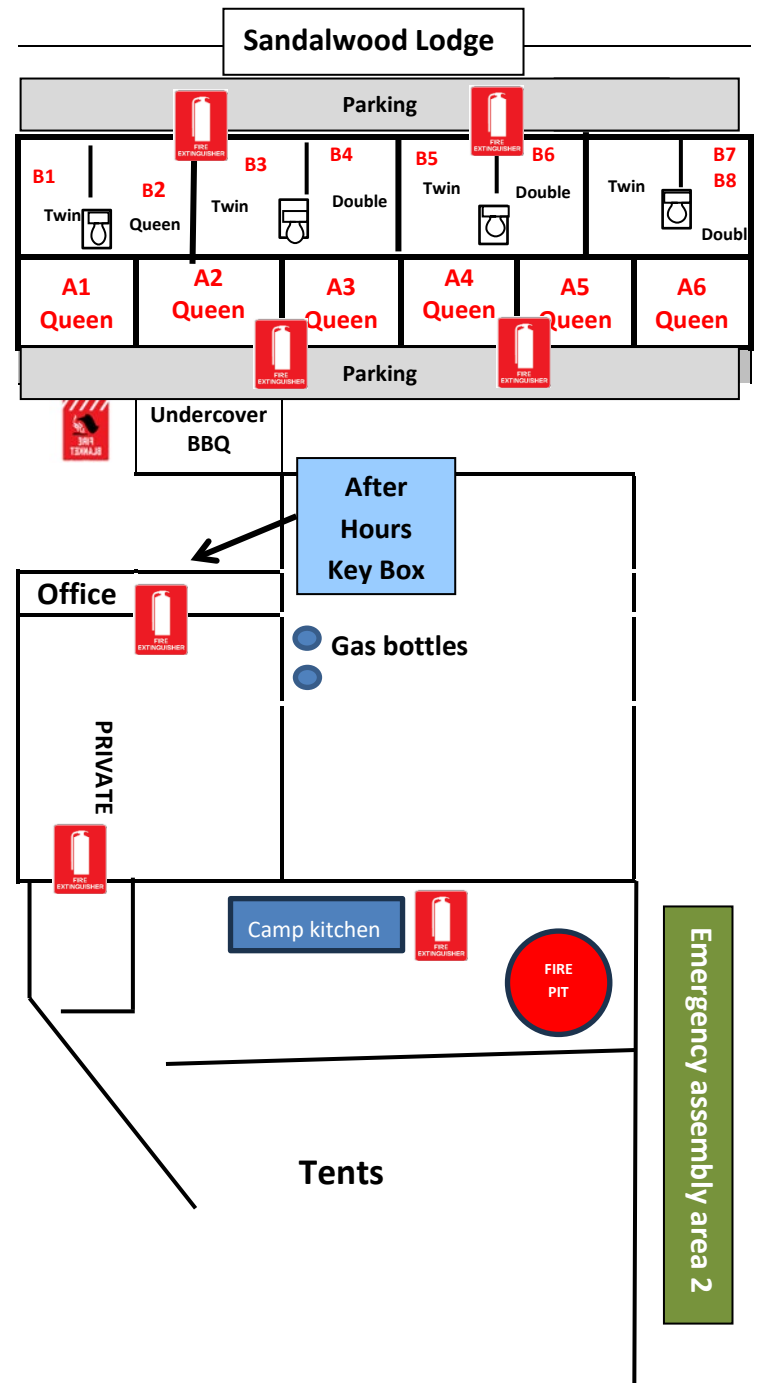 Sandalwood Lodge
Parking
FIRE
EXTINGUISHER
FIRE
EXTINGUISHER
B1
B2
B3
B4
B5
B6
B7
B8
Twin
Queen
Twin
Double
Twin
Double
Twin
Doubl
A1
Queen
A2
Queen
A3
Queen
A4
Queen
A5
Queen
A6
Queen
FIRE
EXTINGUISHER
FIRE
EXTINGUISHER
Parking
FIRE
BLANKET
Undercover
BBQ
After
Hours
Key Box
Office
FIRE
EXTINGUISHER
Gas bottles
PRIVATE
FIRE
EXTINGUISHER
Camp kitchen
FIRE
EXTINGUISHER
FIRE
PIT
Emergency assembly area 2
Tents